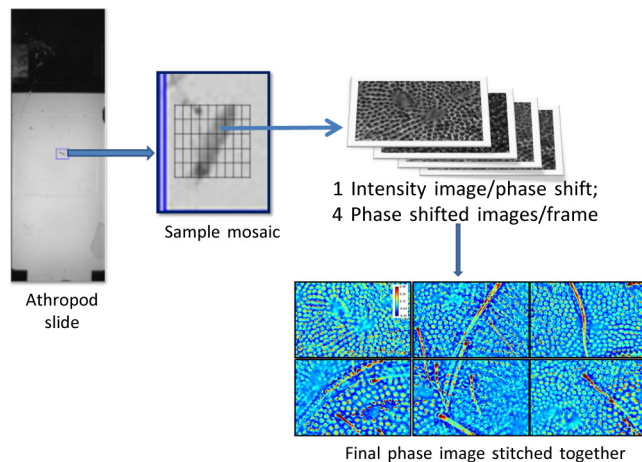 1 Intensity image/phase shift;
4 Phase shifted images/frame
Sample mosaic
Athropod
slide
Final phase image stitched together